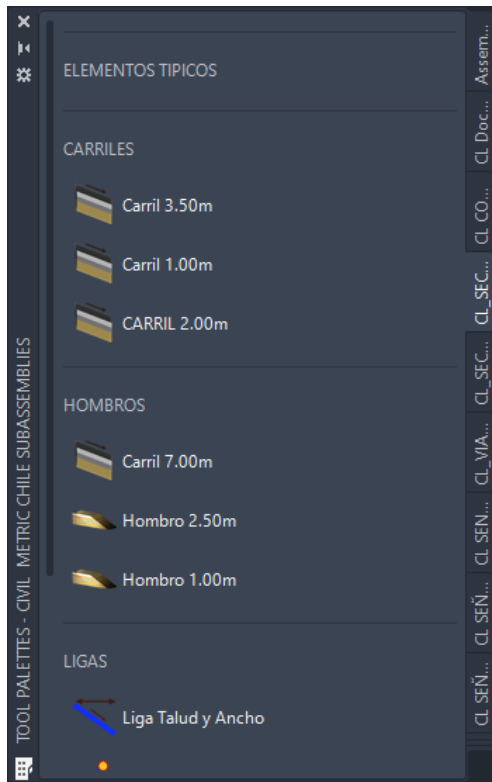 ELEMENTOS TIPICOS
CARRILES
Carril 3.50m
Carril 1.00m
CARRIL 2.00m
HOMBROS
Carril 7.00m
Hombro 2.50m
Hombro 1.00m
LIGAS
Liga Talud y Ancho
TOOL PALETTES - CIVIL METRIC CHILE SUBASSEMBLIES
Assem...
CL Doc...
CL CO...
CL_SEC...
CL_SEC...
CL_VIA...
CL SEN...
CL SEÑ...
CL SEÑ...